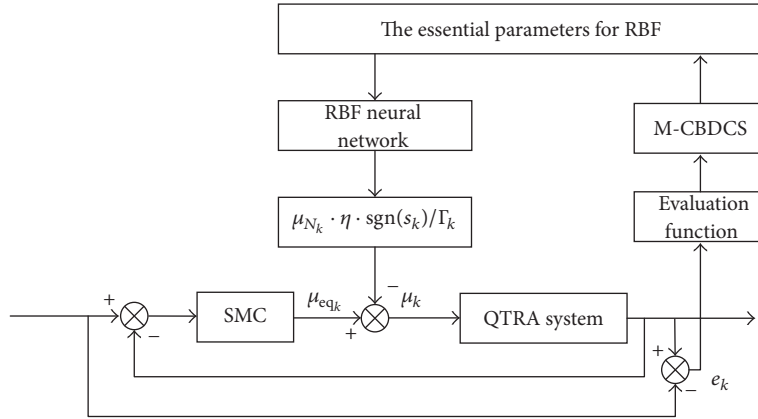 The essential parameters for RBF
RBF neural
network
M-CBDCS
μ_{N_k} · η · sgn(s_k)/Γ_k
Evaluation
function
+
SMC
μ_{eq_k}
−
μ_k
QTRA system
−
+
+
−
e_k